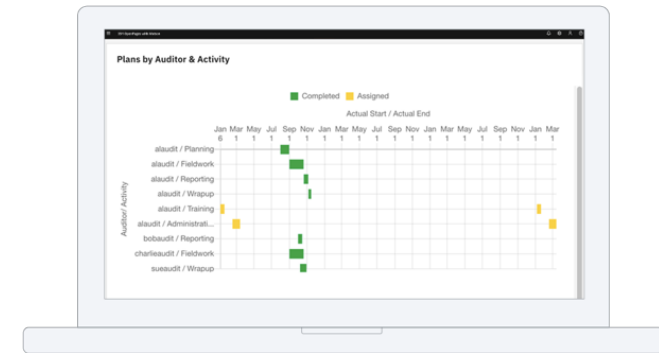 Plans by Auditor & Activity
Completed Assigned
Actual Start / Actual End
Jan Mar May Jul Sep Nov Jan Mar May Jul Sep Nov Jan Mar May Jul Sep Nov Jan Mar
6 1 1 1 1 1 1 1 1 1 1 1 1 1 1 1 1 1 1 1
Auditor/ Activity
alaudit / Planning
alaudit / Fieldwork
alaudit / Reporting
alaudit / Wrapup
alaudit / Training
alaudit / Administrati...
bobaudit / Reporting
charlieaudit / Fieldwork
sueaudit / Wrapup